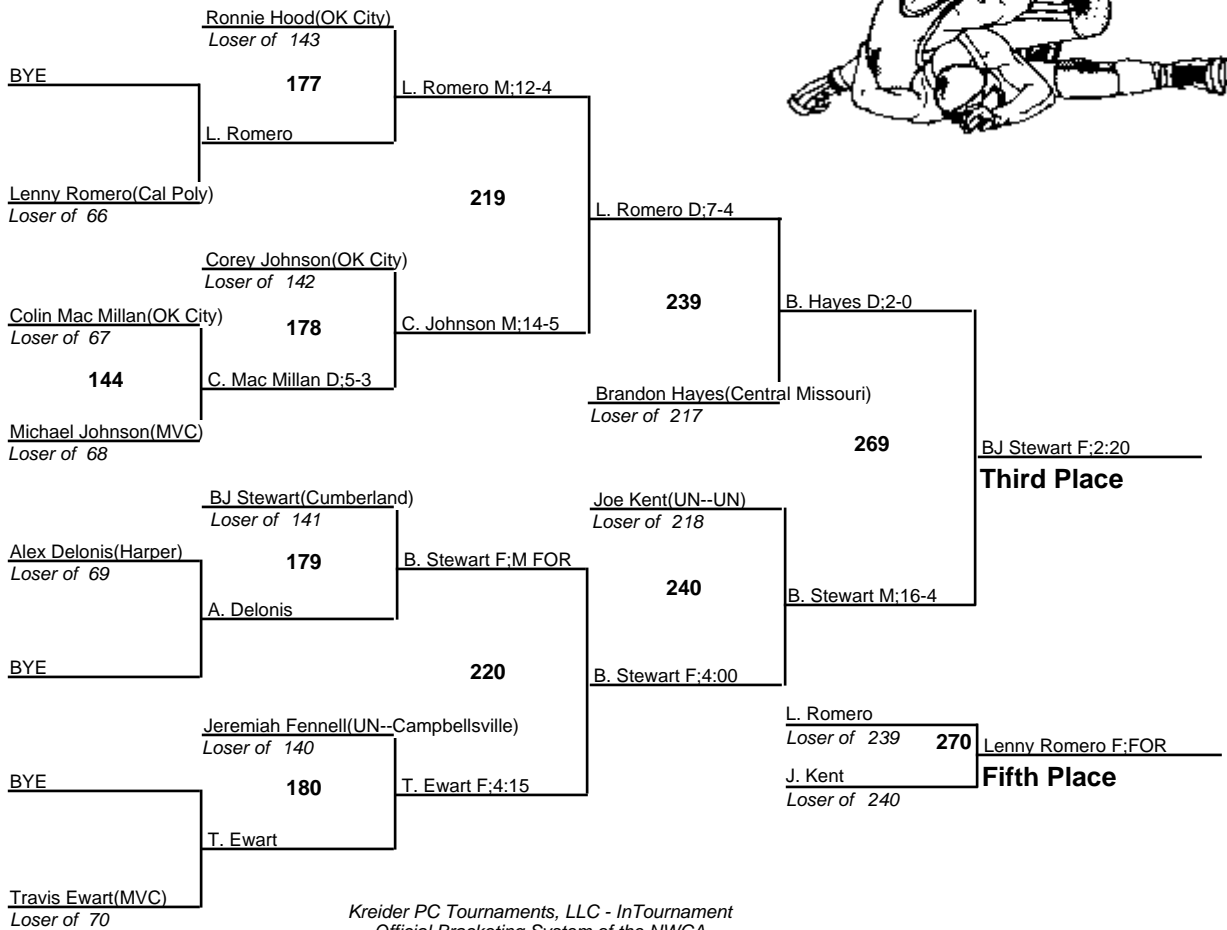 Ronnie Hood(OK City)
Loser of 143
BYE
177
L. Romero M;12-4
L. Romero
Lenny Romero(Cal Poly)
Loser of 66
219
L. Romero D;7-4
Corey Johnson(OK City)
Loser of 142
Colin Mac Millan(OK City)
Loser of 67
178
C. Johnson M;14-5
239
B. Hayes D;2-0
144
C. Mac Millan D;5-3
Brandon Hayes(Central Missouri)
Loser of 217
Michael Johnson(MVC)
Loser of 68
269
BJ Stewart F;2:20
Third Place
BJ Stewart(Cumberland)
Loser of 141
Joe Kent(UN--UN)
Loser of 218
Alex Delonis(Harper)
Loser of 69
179
B. Stewart F;M FOR
240
B. Stewart M;16-4
A. Delonis
BYE
220
B. Stewart F;4:00
Jeremiah Fennell(UN--Campbellsville)
Loser of 140
L. Romero
Loser of 239
270
Lenny Romero F;FOR
Fifth Place
BYE
180
T. Ewart F;4:15
J. Kent
Loser of 240
T. Ewart
Travis Ewart(MVC)
Loser of 70
Kreider PC Tournaments, LLC - InTournament
Official Bracketing System of the NWCA